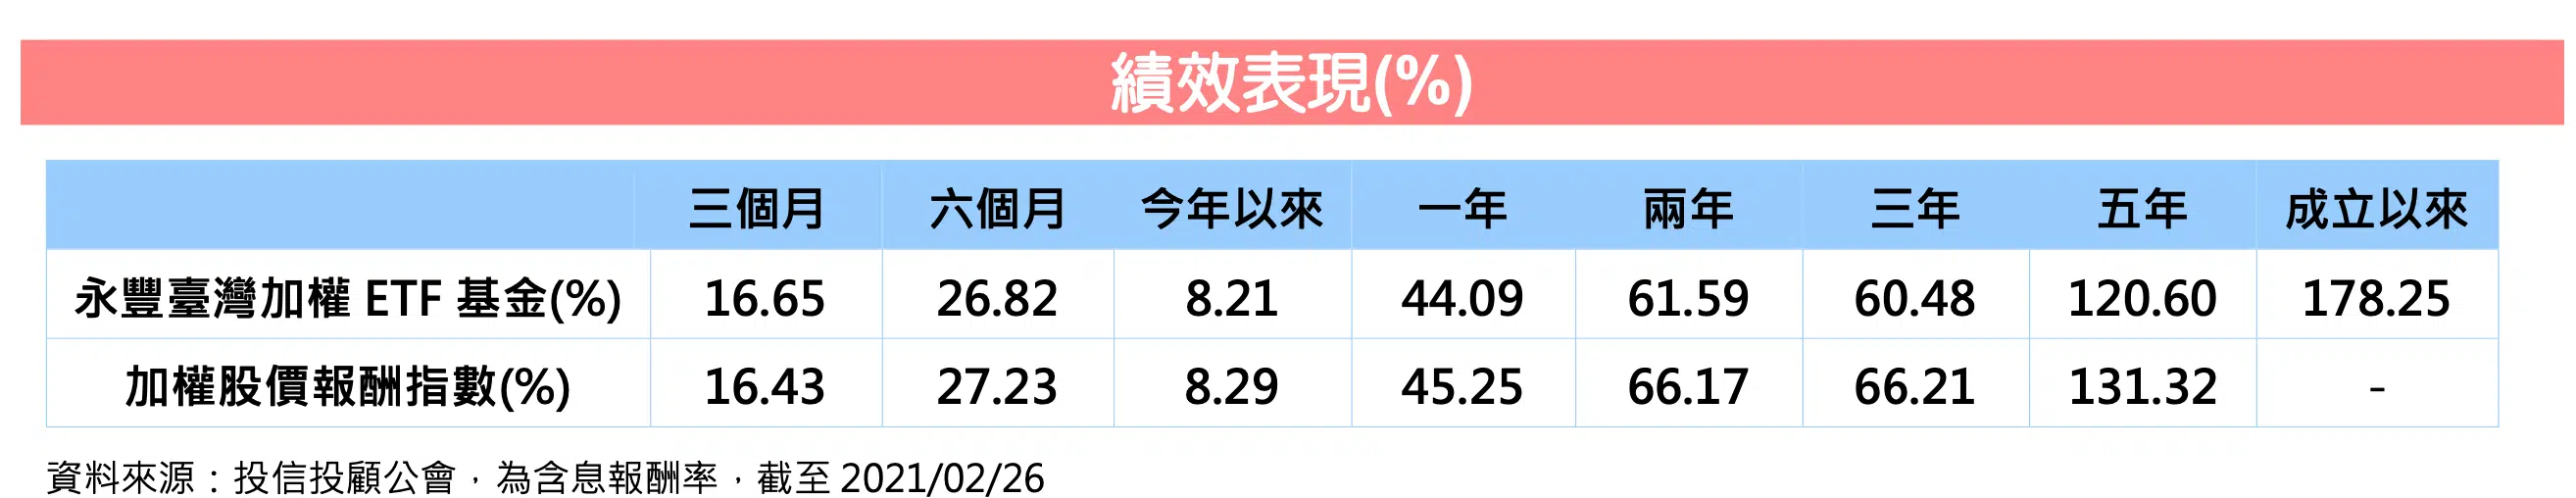 績效表現(%)
三個月 六個月 今年以來 一年 兩年 三年 五年 成立以來
永豐臺灣加權 ETF 基金(%) 16.65 26.82 8.21 44.09 61.59 60.48 120.60 178.25
加權股價報酬指數(%) 16.43 27.23 8.29 45.25 66.17 66.21 131.32 -
資料來源：投信投顧公會，為含息報酬率，截至 2021/02/26